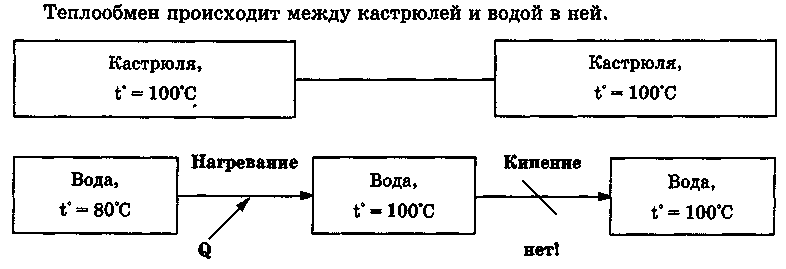 Теплообмен происходит между кастрюлей и водой в ней.
Кастрюля,
t° = 100°C
Кастрюля,
t° = 100°C
Вода,
t° = 80°C
Нагревание
Q
Вода,
t° = 100°C
Кипение
нет!
Вода,
t° = 100°C